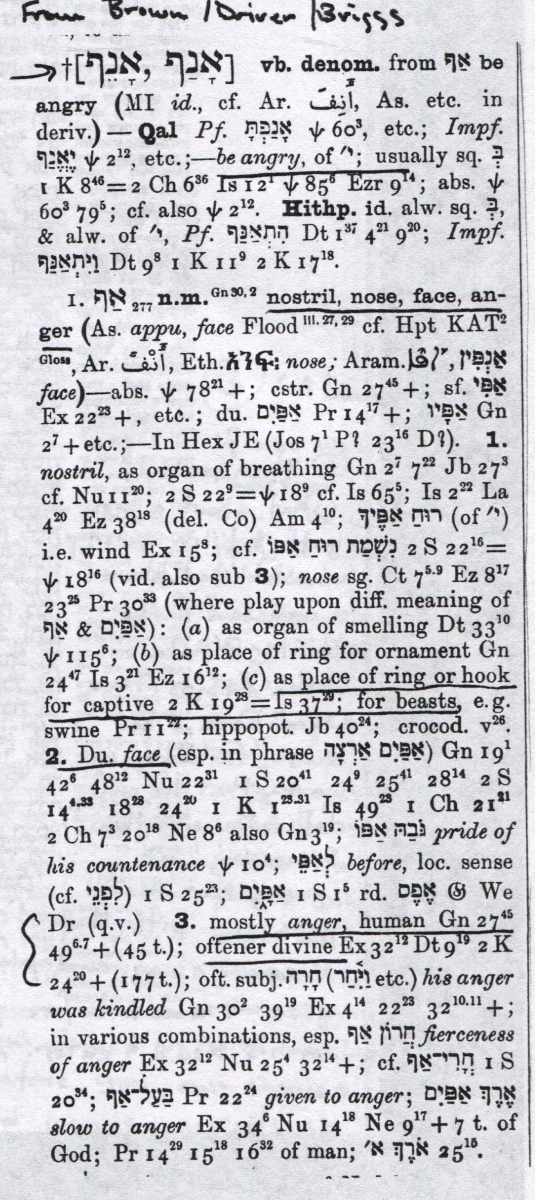 From Brown/Driver/Briggs
†[אָנֵף, אָנַף] vb. denom. from אַף be
angry (MI id., cf. Ar. أَنِفَ, As. etc. in
deriv.)—Qal Pf. אָנַפְתָּ ψ 60³, etc.; Impf.
יֶאֱנַף ψ 2¹², etc.;—be angry, of י״; usually sq. בְּ
1 K 8⁴⁶=2 Ch 6³⁶ Is 12¹ ψ 85⁶ Ezr 9¹⁴; abs. ψ
60³ 79⁵; cf. also ψ 2¹². Hithp. id. alw. sq. בְּ,
& alw. of י״, Pf. הִתְאַנַּף Dt 1³⁷ 4²¹ 9²⁰; Impf.
וַיִּתְאַנַּף Dt 9⁸ 1 K 11⁹ 2 K 17¹⁸.
1. אַף ₂₇₇ n.m. Gn 30, 2 nostril, nose, face, an-
ger (As. appu, face Flood III. 27, 29 cf. Hpt KAT²
Gloss, Ar. أَنْفٌ, Eth. አንፍ: nose; Aram. אַנְפִּין,
face)—abs. ψ 78²¹+; cstr. Gn 27⁴⁵+; sf. אַפִּי
Ex 22²³+, etc.; du. אַפַּיִם Pr 14¹⁷+; אַפָּיו Gn
2⁷+etc.;—In Hex JE (Jos 7¹ P? 23¹⁶ D?). 1.
nostril, as organ of breathing Gn 2⁷ 7²² Jb 27³
cf. Nu 11²⁰; 2 S 22⁹=ψ 18⁹ cf. Is 65⁵; Is 2²² La
4²⁰ Ez 38¹⁸ (del. Co) Am 4¹⁰; רוּחַ אַפֶּיךָ (of י״)
i.e. wind Ex 15⁸; cf. נִשְׁמַת רוּחַ אַפּוֹ 2 S 22¹⁶=
ψ 18¹⁶ (vid. also sub 3); nose sg. Ct 7⁵·⁹ Ez 8¹⁷
23²⁵ Pr 30³³ (where play upon diff. meaning of
אַף & אַפַּיִם): (a) as organ of smelling Dt 33¹⁰
ψ 115⁶; (b) as place of ring for ornament Gn
24⁴⁷ Is 3²¹ Ez 16¹²; (c) as place of ring or hook
for captive 2 K 19²⁸=Is 37²⁹; for beasts, e.g.
swine Pr 11²²; hippopot. Jb 40²⁴; crocod. v²⁶.
2. Du. face (esp. in phrase אַפַּיִם אַרְצָה) Gn 19¹
42⁶ 48¹² Nu 22³¹ 1 S 20⁴¹ 24⁹ 25⁴¹ 28¹⁴ 2 S
14⁴·³³ 18²⁸ 24²⁰ 1 K 1²³·³¹ Is 49²³ 1 Ch 21²¹
2 Ch 7³ 20¹⁸ Ne 8⁶ also Gn 3¹⁹; גֹּבַהּ אַפּוֹ pride of
his countenance ψ 10⁴; לְאַפֵּי before, loc. sense
(cf. לִפְנֵי) 1 S 25²³; אַפָּיִם 1 S 1⁵ rd. אֶפֶס 𝔊 We
Dr (q.v.) 3. mostly anger, human Gn 27⁴⁵
49⁶·⁷+(45 t.); oftener divine Ex 32¹² Dt 9¹⁹ 2 K
24²⁰+(177 t.); oft. subj. חָרָה (וַיִּחַר etc.) his anger
was kindled Gn 30² 39¹⁹ Ex 4¹⁴ 22²³ 32¹⁰·¹¹+;
in various combinations, esp. חֲרוֹן אַף fierceness
of anger Ex 32¹² Nu 25⁴ 32¹⁴+; cf. חֳרִי־אַף 1 S
20³⁴; בַּעַל־אַף Pr 22²⁴ given to anger; אֶרֶךְ אַפַּיִם
slow to anger Ex 34⁶ Nu 14¹⁸ Ne 9¹⁷+7 t. of
God; Pr 14²⁹ 15¹⁸ 16³² of man; אֹרֶךְ א׳ 25¹⁵.